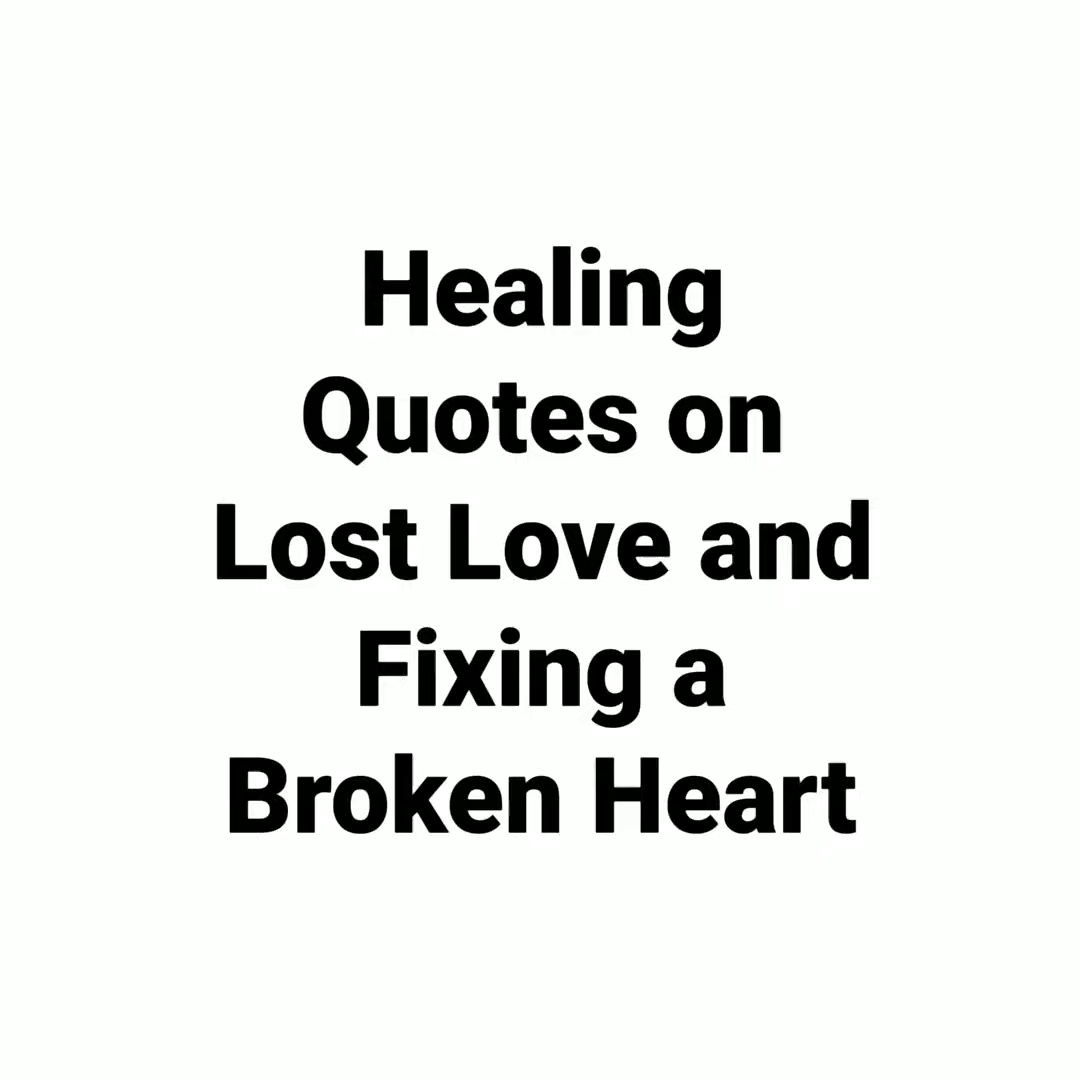 Healing
Quotes on
Lost Love and
Fixing a
Broken Heart